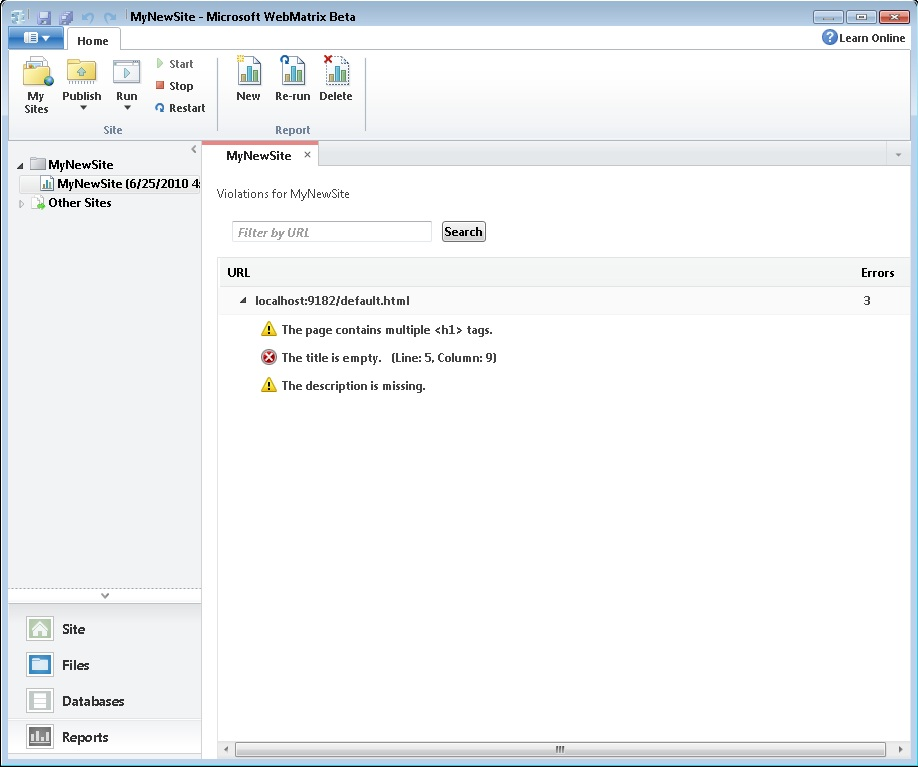 MyNewSite - Microsoft WebMatrix Beta
Home
Learn Online
My Sites
Publish
Run
Start
Stop
Restart
Site
New
Re-run
Delete
Report
MyNewSite
MyNewSite (6/25/2010 4:
Other Sites
MyNewSite
Violations for MyNewSite
Filter by URL
Search
URL Errors
localhost:9182/default.html 3
The page contains multiple <h1> tags.
The title is empty. (Line: 5, Column: 9)
The description is missing.
Site
Files
Databases
Reports